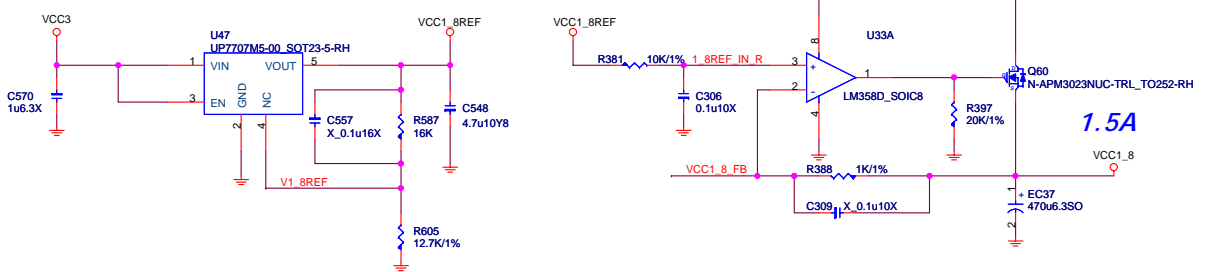 VCC3
U47
UP7707M5-00_SOT23-5-RH
VCC1_8REF
1
VIN
VOUT
5
3
EN
GND
NC
2
4
C570
1u6.3X
C557
X_0.1u16X
R587
16K
C548
4.7u10Y8
V1_8REF
R605
12.7K/1%
VCC1_8REF
R381
10K/1%
1_8REF_IN_R
C306
0.1u10X
U33A
8
3
+
2
-
1
4
LM358D_SOIC8
Q60
N-APM3023NUC-TRL_TO252-RH
R397
20K/1%
1.5A
VCC1_8_FB
R388
1K/1%
C309
X_0.1u10X
VCC1_8
1
+
EC37
470u6.3SO
2